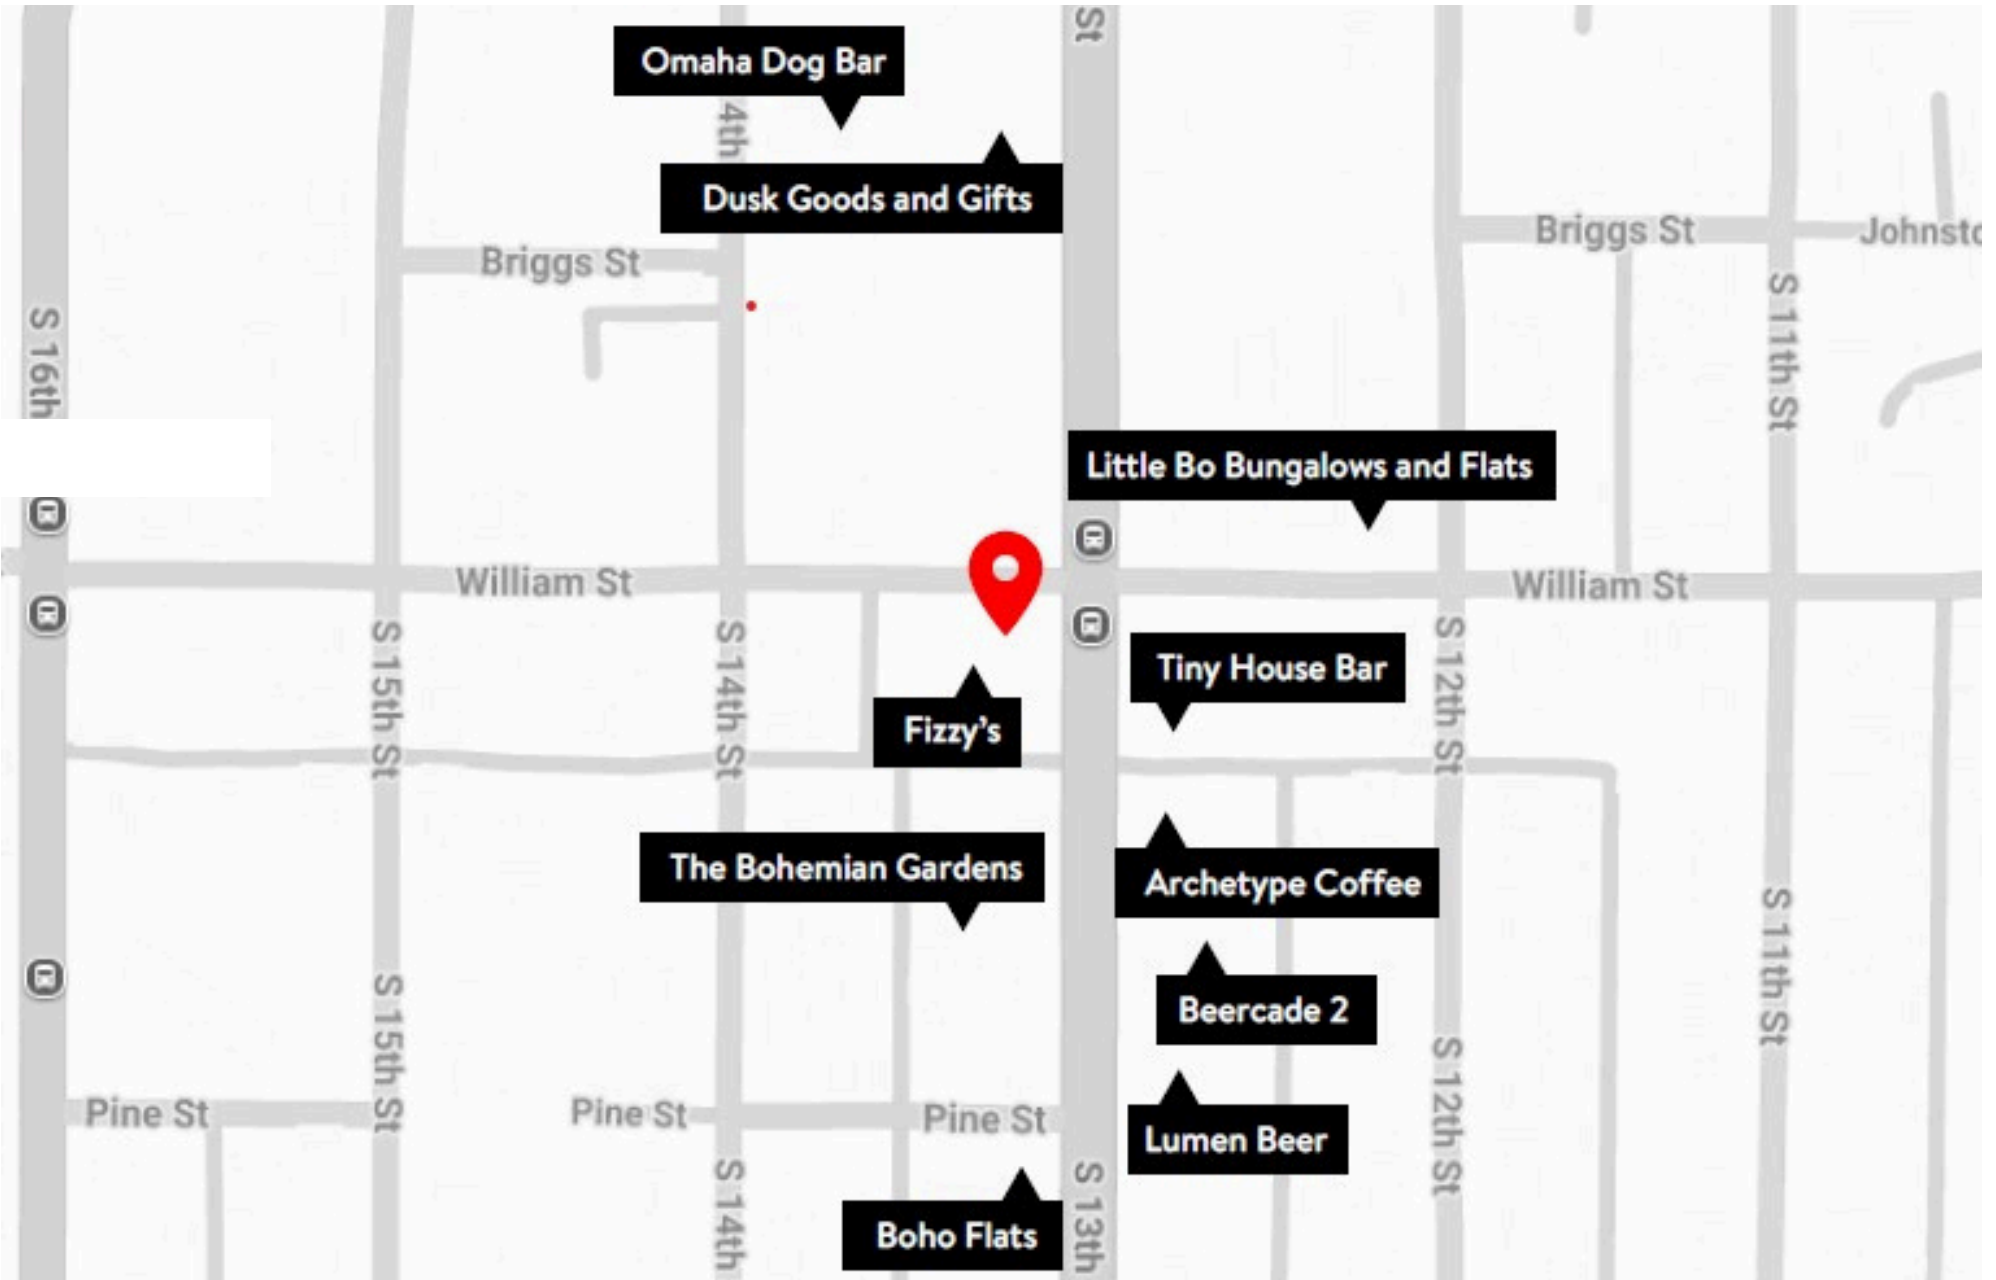 St
Omaha Dog Bar
4th
Dusk Goods and Gifts
Briggs St
Briggs St
Johnsto
S 16th
S 11th St
Little Bo Bungalows and Flats
William St
William St
S 15th St
S 14th St
S 12th St
Tiny House Bar
Fizzy's
The Bohemian Gardens
Archetype Coffee
S 11th St
Beercade 2
S 15th St
Pine St
Pine St
Pine St
Lumen Beer
S 12th St
S 14th
S 13th
Boho Flats